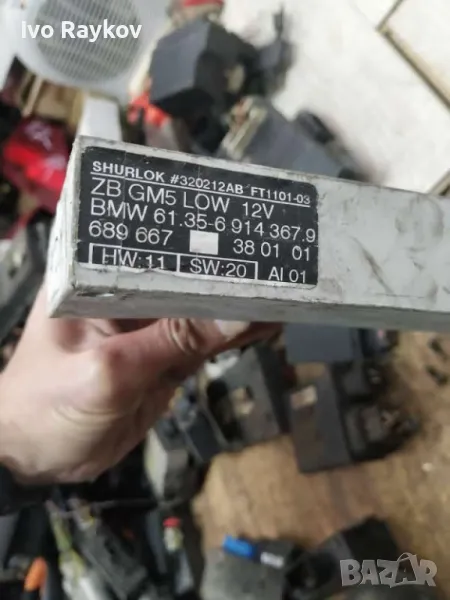 Ivo Raykov
SHURLOK #320212AB FT1101-03
ZB GM5 LOW 12V
BMW 61.35-6 914 367.9
689 667 38 01 01
HW:11 SW:20 AI 01
BAZAR